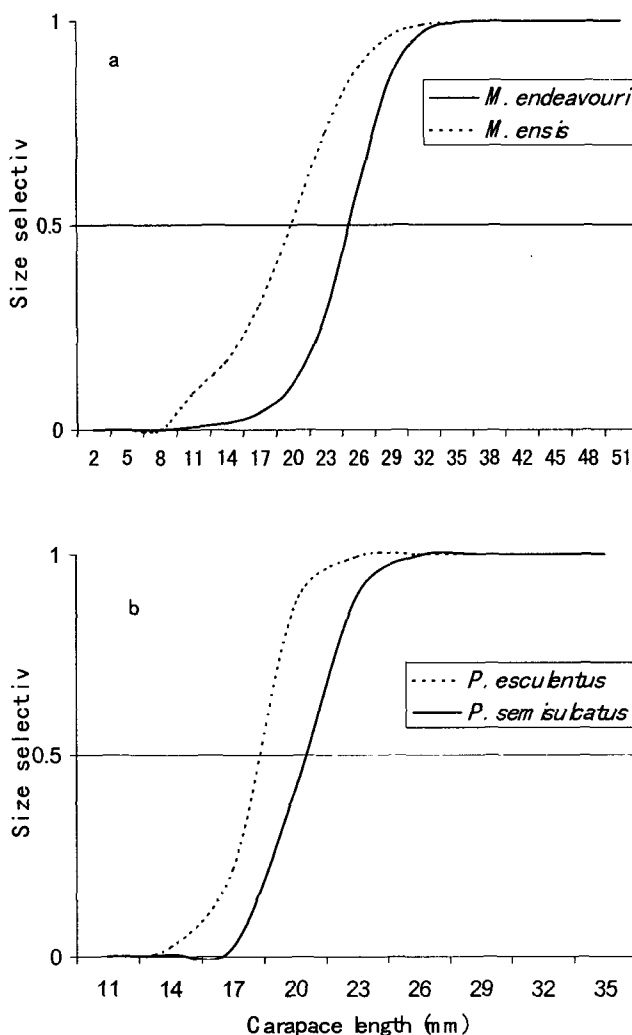 1
a
M. endeavouri
M. ensis
0.5
Size selectiv
0
2 5 8 11 14 17 20 23 26 29 32 35 38 42 45 48 51
1
b
P. esculentus
P. semisulcatus
0.5
Size selectiv
0
11 14 17 20 23 26 29 32 35
Carapace length (mm)